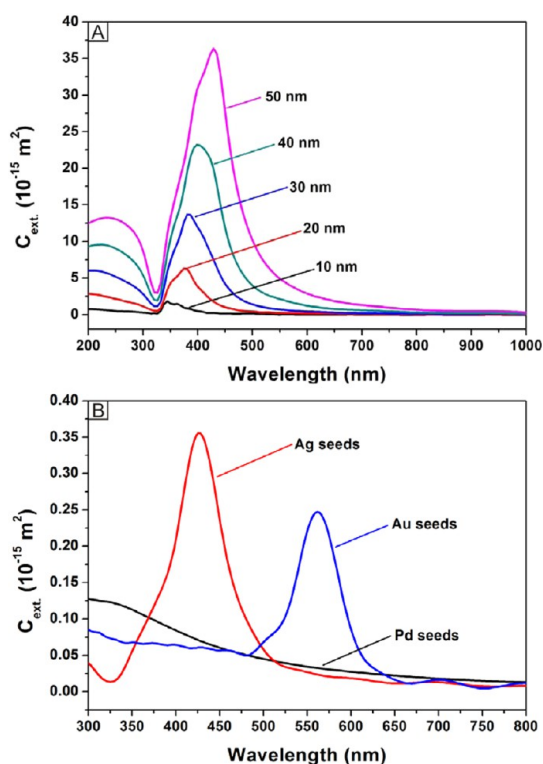 A
40
35
30
25
20
15
10
5
0
C ext. (10⁻¹⁵ m²)
50 nm
40 nm
30 nm
20 nm
10 nm
200 300 400 500 600 700 800 900 1000
Wavelength (nm)
B
0.40
0.35
0.30
0.25
0.20
0.15
0.10
0.05
0.00
C ext. (10⁻¹⁵ m²)
Ag seeds
Au seeds
Pd seeds
300 350 400 450 500 550 600 650 700 750 800
Wavelength (nm)